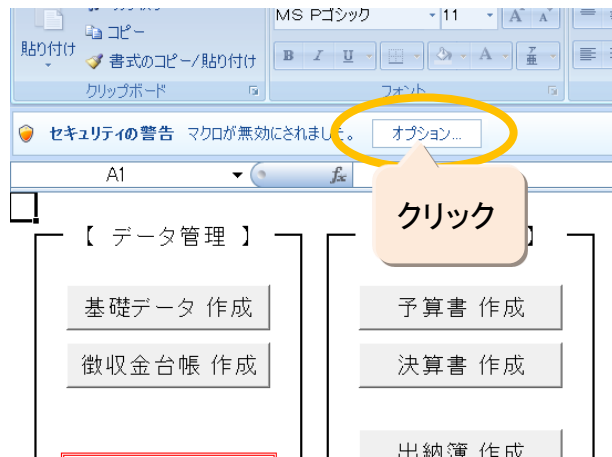 コピー
MS Pゴシック 11
貼り付け
書式のコピー/貼り付け
B I U A ア亜
クリップボード フォント
セキュリティの警告 マクロが無効にされました。 オプション...
A1 fx
クリック
【 データ管理 】 】
基礎データ 作成 予算書 作成
徴収金台帳 作成 決算書 作成
出納簿 作成